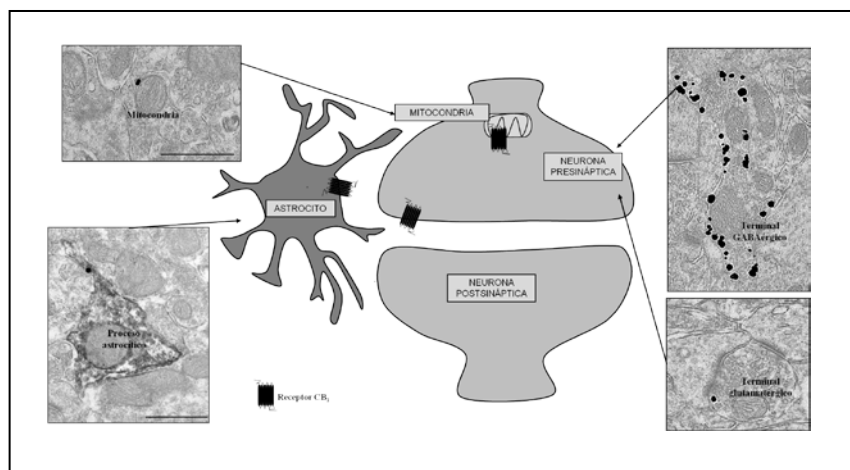 Mitocondria
MITOCONDRIA
NEURONA
PRESINÁPTICA
Terminal
GABAérgico
ASTROCITO
Proceso
astrocítico
NEURONA
POSTSINÁPTICA
Terminal
glutamatérgico
Receptor CB₁